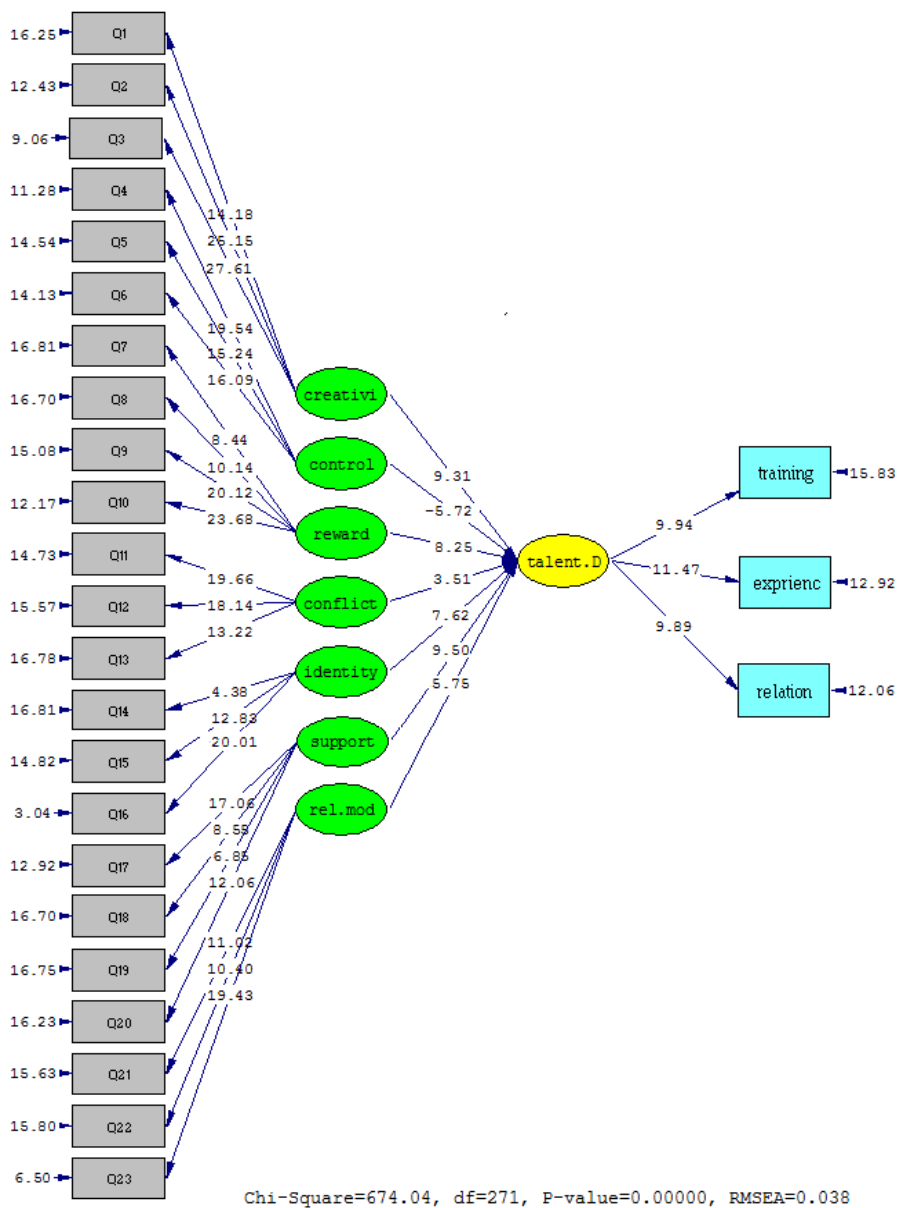 16.25 Q1
12.43 Q2
9.06 Q3
11.28 Q4
14.54 Q5
14.13 Q6
16.81 Q7
16.70 Q8
15.08 Q9
12.17 Q10
14.73 Q11
15.57 Q12
16.78 Q13
16.81 Q14
14.82 Q15
3.04 Q16
12.92 Q17
16.70 Q18
16.75 Q19
16.23 Q20
15.63 Q21
15.80 Q22
6.50 Q23
14.18
25.15
27.61
19.54
15.24
16.09
8.44
10.14
20.12
23.68
19.66
18.14
13.22
4.38
12.83
20.01
17.06
8.55
6.85
12.06
11.02
10.40
19.43
creativi
control
reward
conflict
identity
support
rel.mod
9.31
-5.72
8.25
3.51
7.62
9.50
5.75
talent.D
9.94
11.47
9.89
training 15.83
exprienc 12.92
relation 12.06
Chi-Square=674.04, df=271, P-value=0.00000, RMSEA=0.038